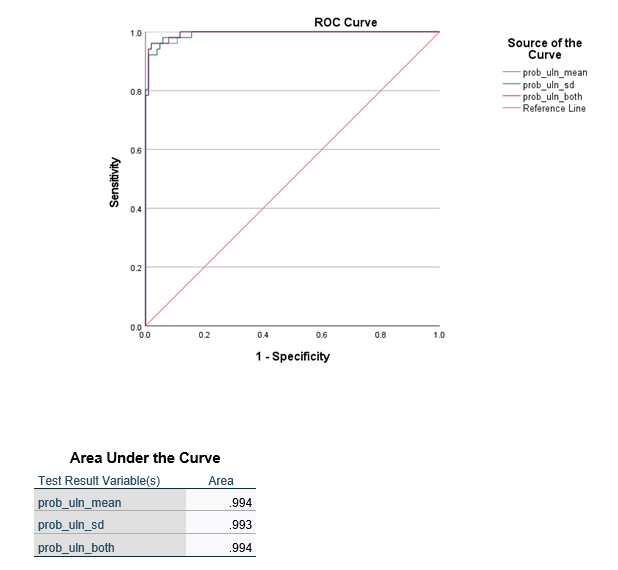 ROC Curve
Source of the
Curve
prob_uln_mean
prob_uln_sd
prob_uln_both
Reference Line
1.0
0.8
0.6
0.4
0.2
0.0
Sensitivity
0.0 0.2 0.4 0.6 0.8 1.0
1 - Specificity
Area Under the Curve
Test Result Variable(s) Area
prob_uln_mean .994
prob_uln_sd .993
prob_uln_both .994